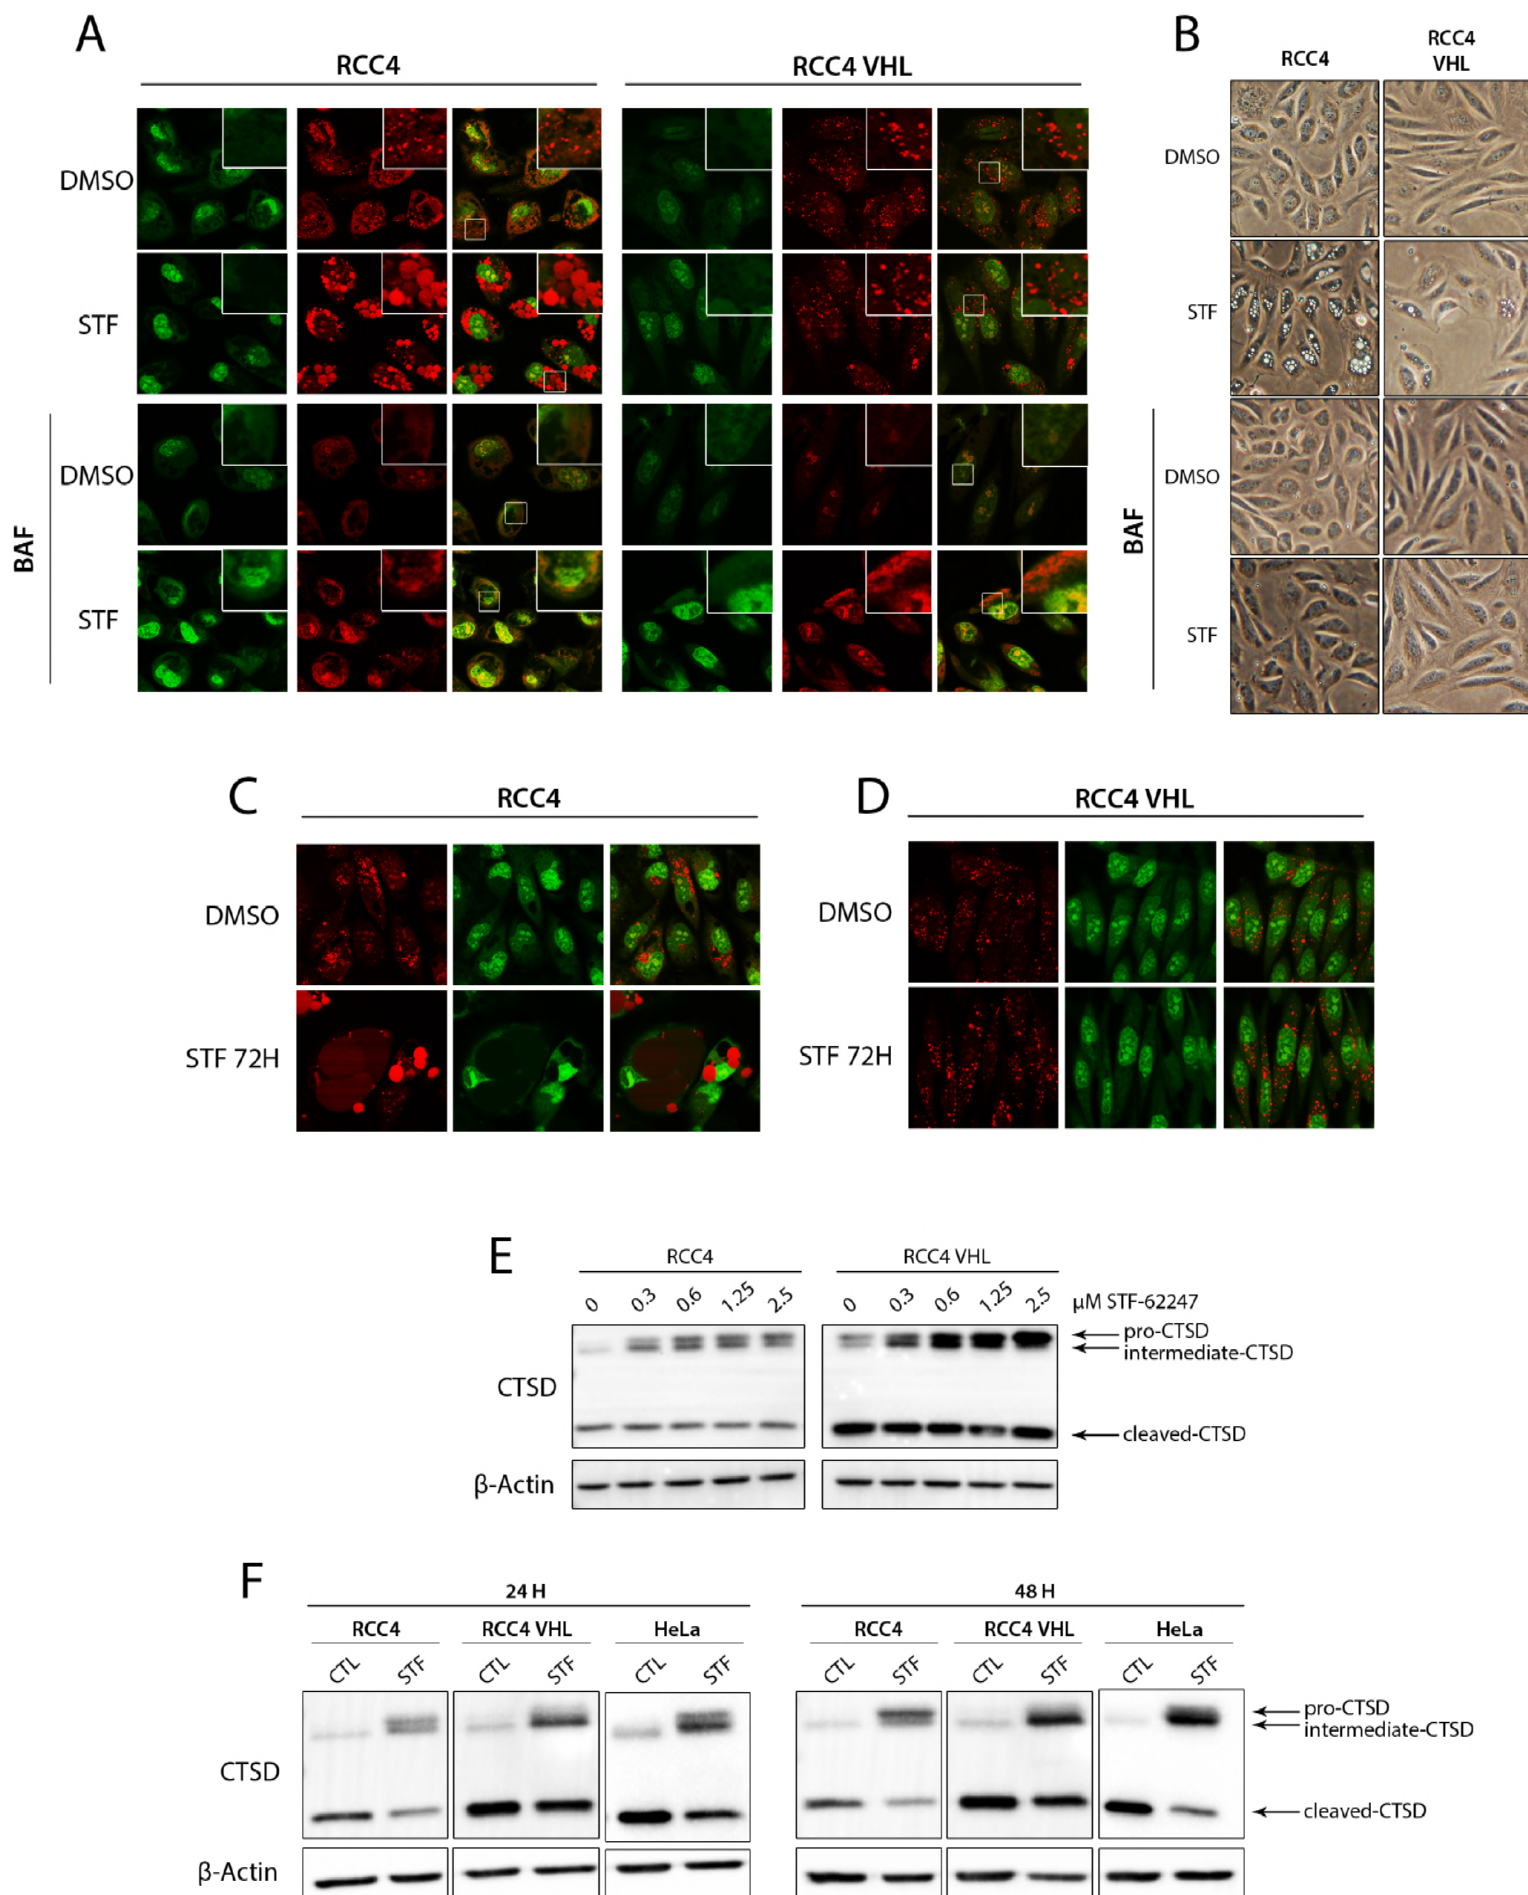 A
RCC4
RCC4 VHL
DMSO
STF
BAF
DMSO
STF
B
RCC4
RCC4
VHL
DMSO
STF
BAF
DMSO
STF
C
RCC4
DMSO
STF 72H
D
RCC4 VHL
DMSO
STF 72H
E
RCC4
RCC4 VHL
0 0.3 0.6 1.25 2.5
0 0.3 0.6 1.25 2.5
μM STF-62247
pro-CTSD
intermediate-CTSD
CTSD
cleaved-CTSD
β-Actin
F
24 H
48 H
RCC4 RCC4 VHL HeLa
RCC4 RCC4 VHL HeLa
CTL STF CTL STF CTL STF
CTL STF CTL STF CTL STF
pro-CTSD
intermediate-CTSD
CTSD
cleaved-CTSD
β-Actin